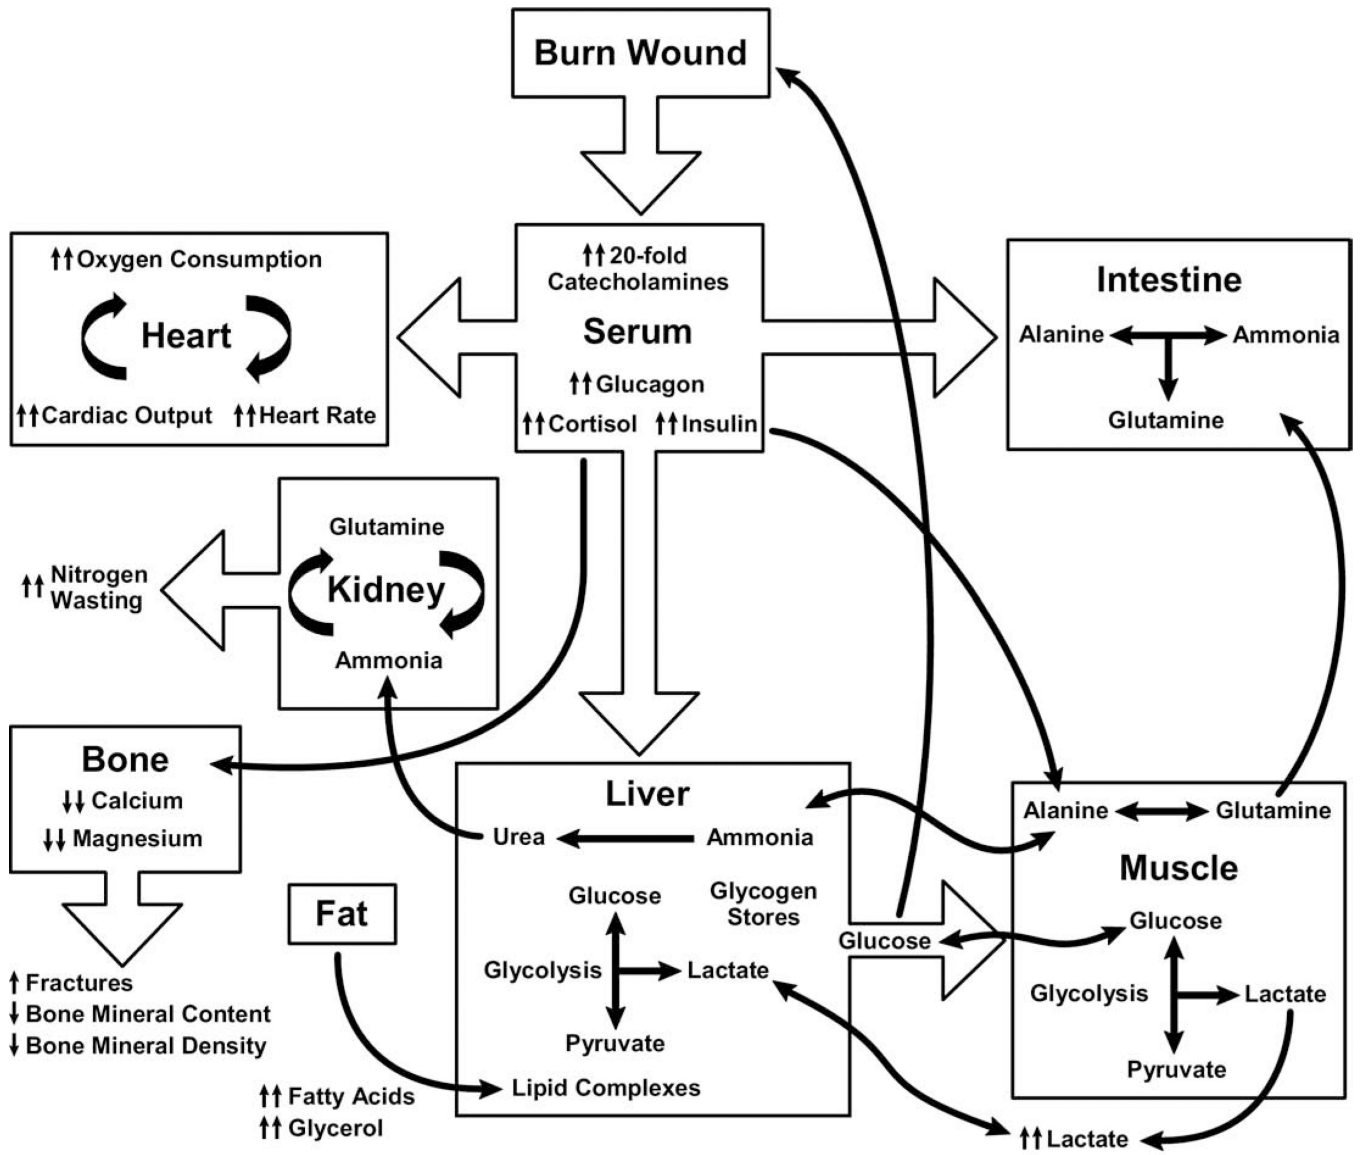 Burn Wound
↑↑Oxygen Consumption
Heart
↑↑Cardiac Output ↑↑Heart Rate
↑↑20-fold
Catecholamines
Serum
↑↑Glucagon
↑↑Cortisol ↑↑Insulin
Intestine
Alanine Ammonia
Glutamine
Glutamine
Kidney
Ammonia
↑↑ Nitrogen
Wasting
Bone
↓↓Calcium
↓↓Magnesium
↑Fractures
↓Bone Mineral Content
↓Bone Mineral Density
Fat
↑↑Fatty Acids
↑↑Glycerol
Liver
Urea Ammonia
Glucose
Glycogen
Stores
Glycolysis Lactate
Pyruvate
Lipid Complexes
Glucose
Alanine Glutamine
Muscle
Glucose
Glycolysis Lactate
Pyruvate
↑↑Lactate